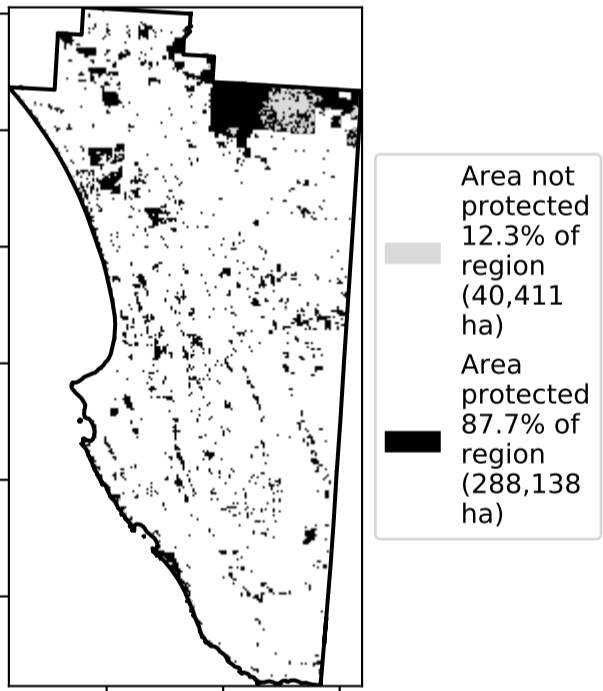 Area not
protected
12.3% of
region
(40,411
ha)
Area
protected
87.7% of
region
(288,138
ha)